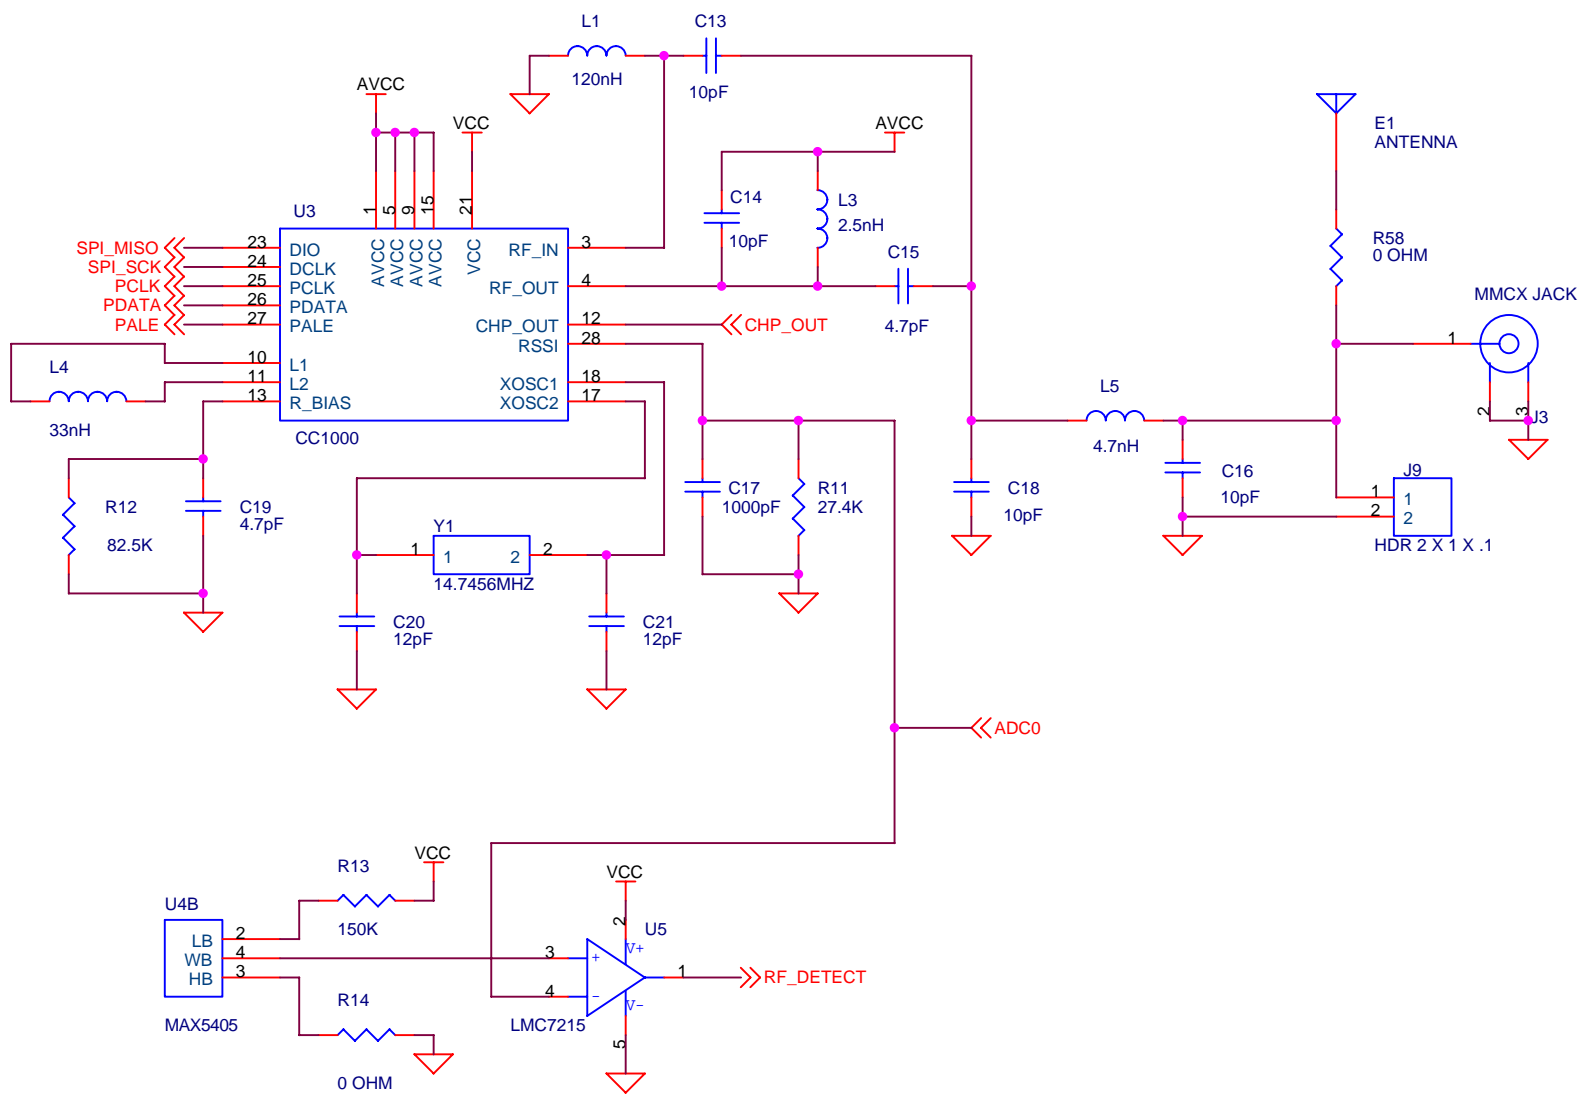 L1
C13
120nH
10pF
AVCC
VCC
AVCC
E1
ANTENNA
U3
1
5
9
15
21
C14
10pF
L3
2.5nH
R58
0 OHM
SPI_MISO
23
DIO
AVCC
AVCC
AVCC
AVCC
VCC
RF_IN
3
SPI_SCK
24
DCLK
C15
PCLK
25
PCLK
RF_OUT
4
MMCX JACK
PDATA
26
PDATA
PALE
27
PALE
CHP_OUT
12
CHP_OUT
4.7pF
RSSI
28
1
10
L1
L4
11
L2
XOSC1
18
L5
13
R_BIAS
XOSC2
17
2
3
J3
33nH
CC1000
4.7nH
C16
10pF
J9
R12
82.5K
C19
4.7pF
C17
1000pF
R11
27.4K
C18
10pF
1
1
2
2
HDR 2 X 1 X .1
Y1
1
1
2
2
14.7456MHZ
C20
12pF
C21
12pF
ADC0
R13
VCC
VCC
U4B
150K
2
U5
LB
2
WB
4
3
+
V+
HB
3
1
RF_DETECT
R14
4
−
V−
MAX5405
LMC7215
5
0 OHM